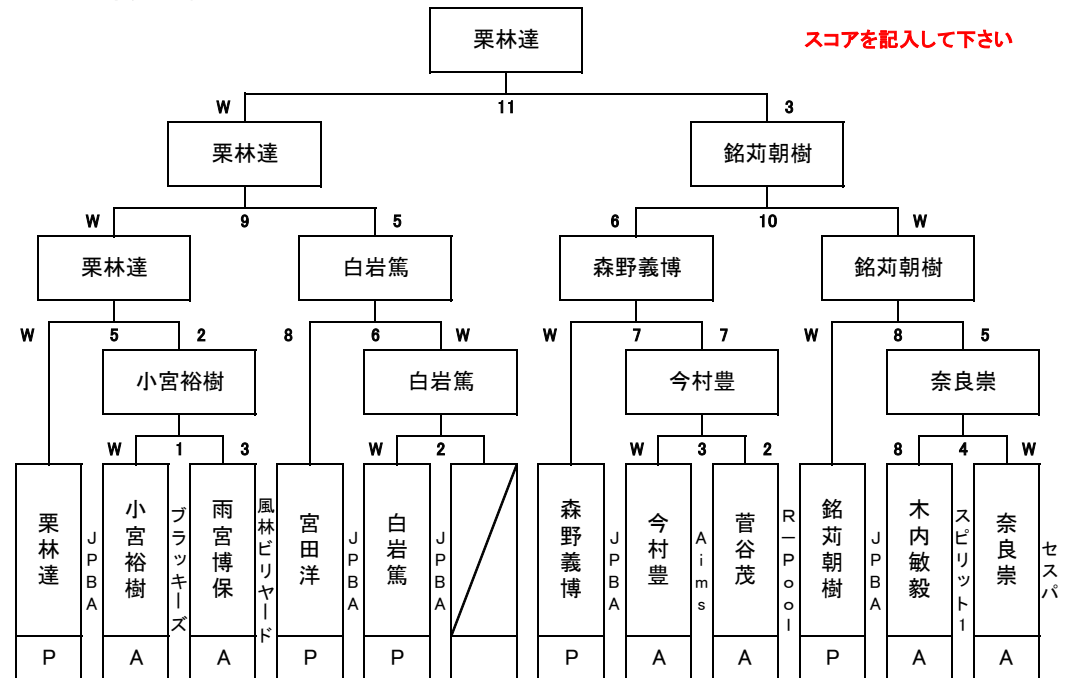 栗林達
スコアを記入して下さい
W
11
3
栗林達
銘苅朝樹
W
9
5
6
10
W
栗林達
白岩篤
森野義博
銘苅朝樹
W
5
2
8
6
W
W
7
7
W
8
5
小宮裕樹
白岩篤
今村豊
奈良崇
W
1
3
W
2
W
3
2
8
4
W
栗林達
JPBA
小宮裕樹
ブラッキーズ
雨宮博保
風林ビリヤード
宮田洋
JPBA
白岩篤
JPBA
森野義博
JPBA
今村豊
Aims
菅谷茂
R－Pool
銘苅朝樹
JPBA
木内敏毅
スピリット1
奈良崇
セスパ
P
A
A
P
P
P
A
A
P
A
A